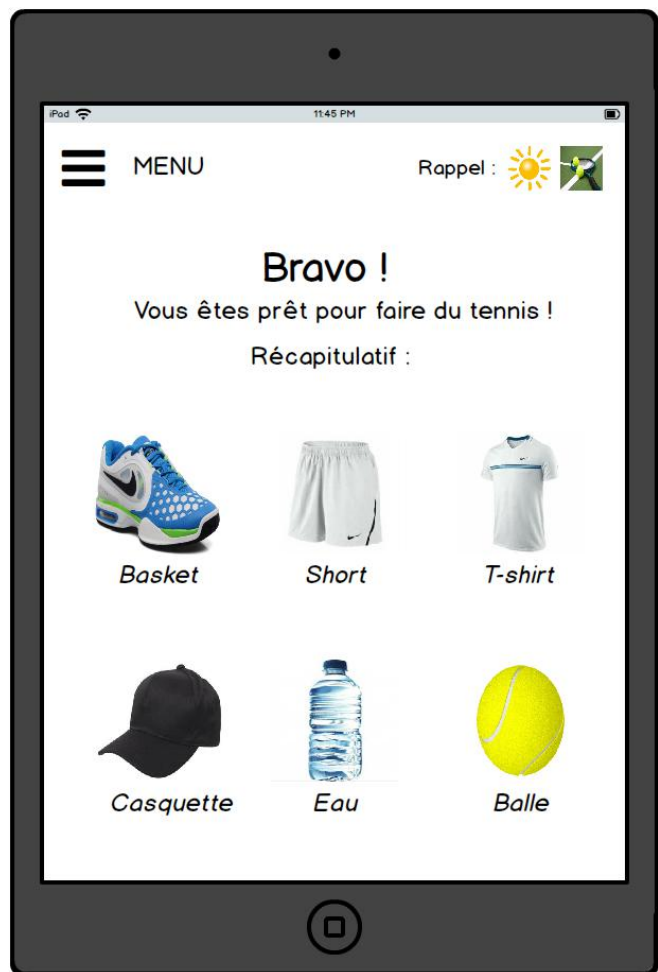 iPad 11:45 PM
MENU Rappel :
Bravo !
Vous êtes prêt pour faire du tennis !
Récapitulatif :
Basket Short T-shirt
Casquette Eau Balle